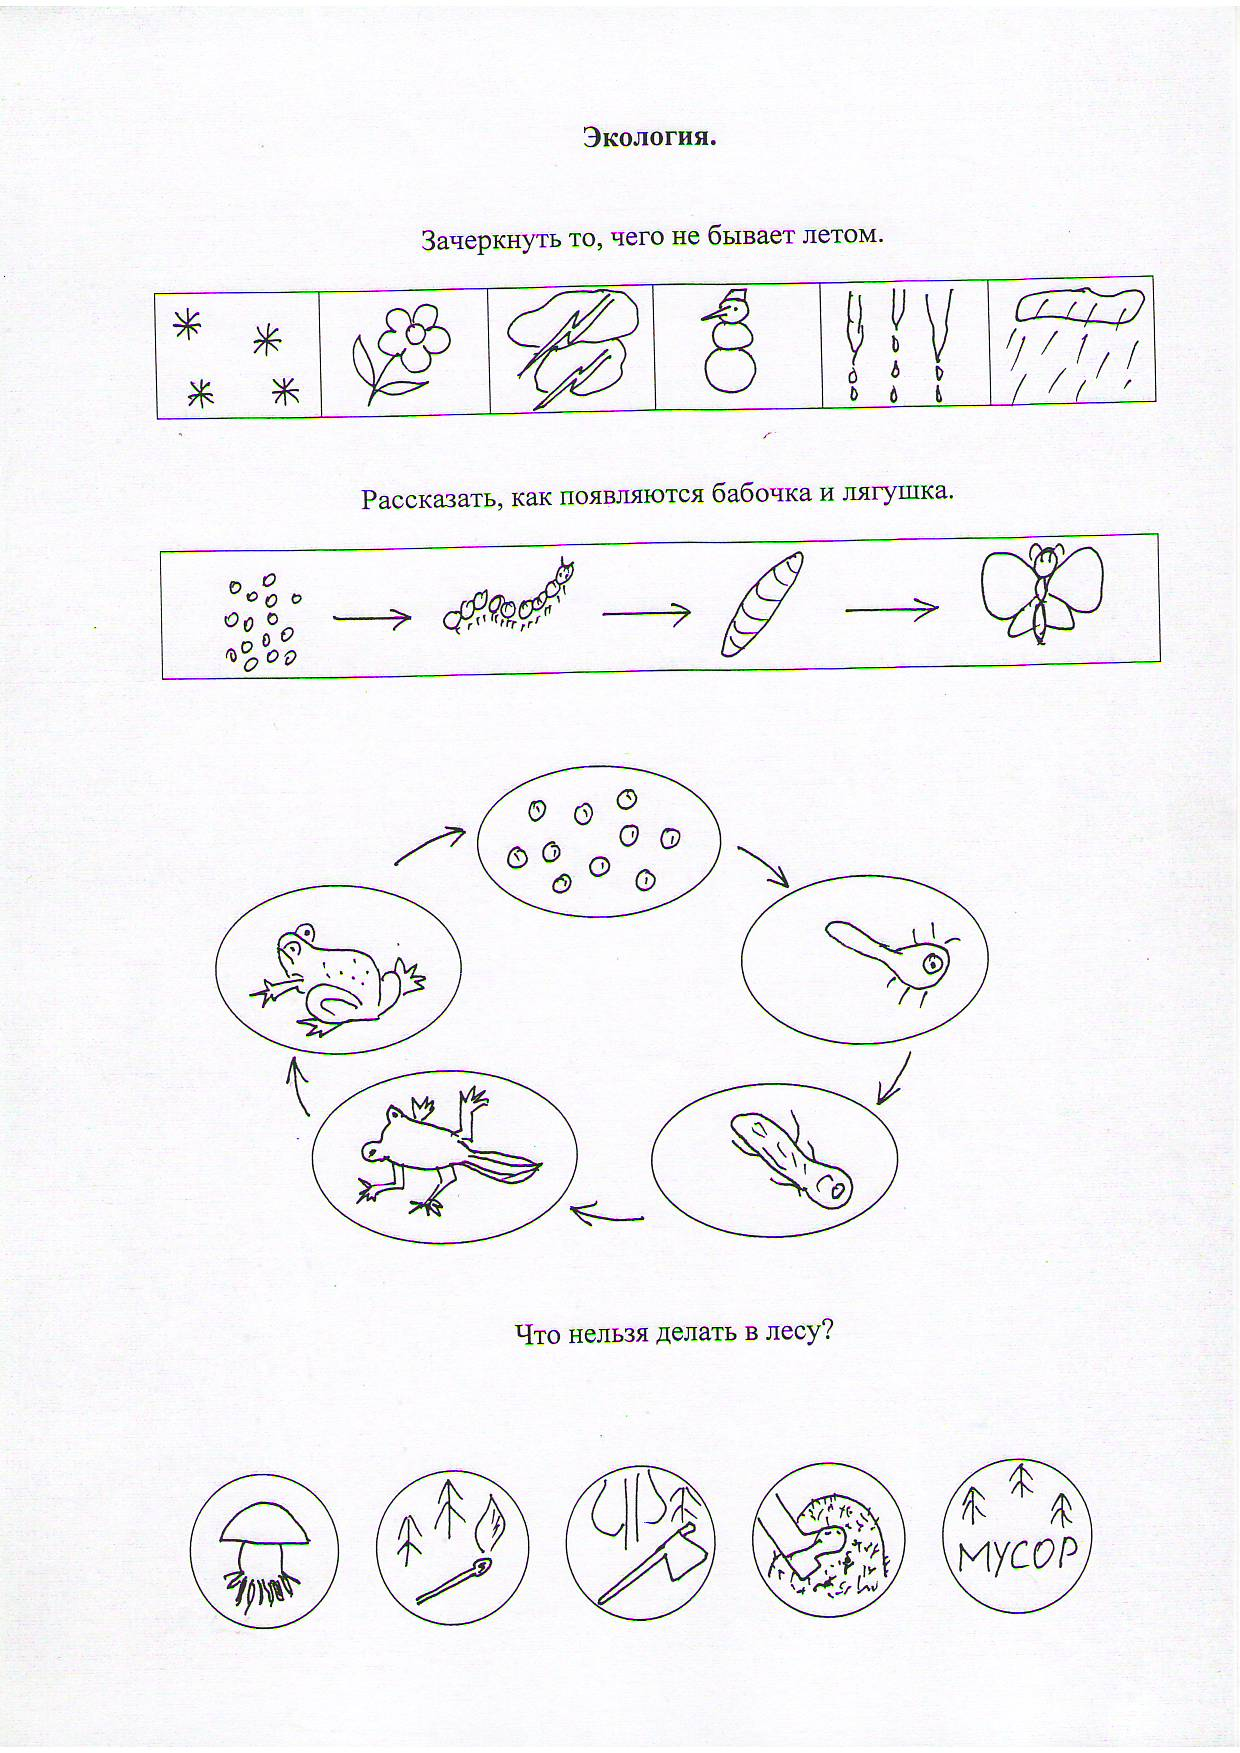 Экология.
Зачеркнуть то, чего не бывает летом.
Рассказать, как появляются бабочка и лягушка.
Что нельзя делать в лесу?
МУСОР